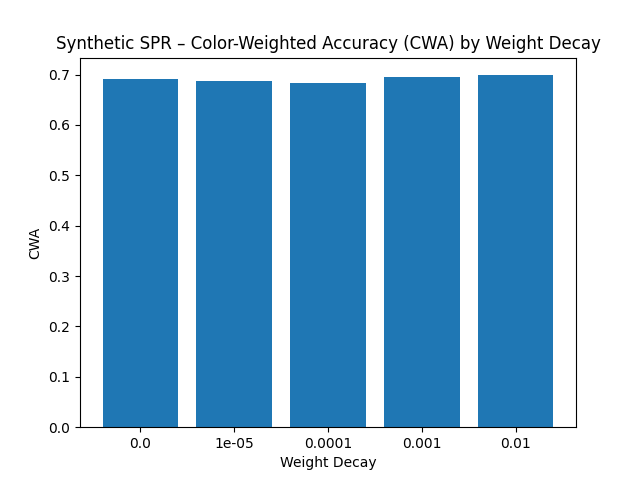 Synthetic SPR – Color-Weighted Accuracy (CWA) by Weight Decay
0.7
0.6
0.5
0.4
0.3
0.2
0.1
0.0
CWA
0.0 1e-05 0.0001 0.001 0.01
Weight Decay